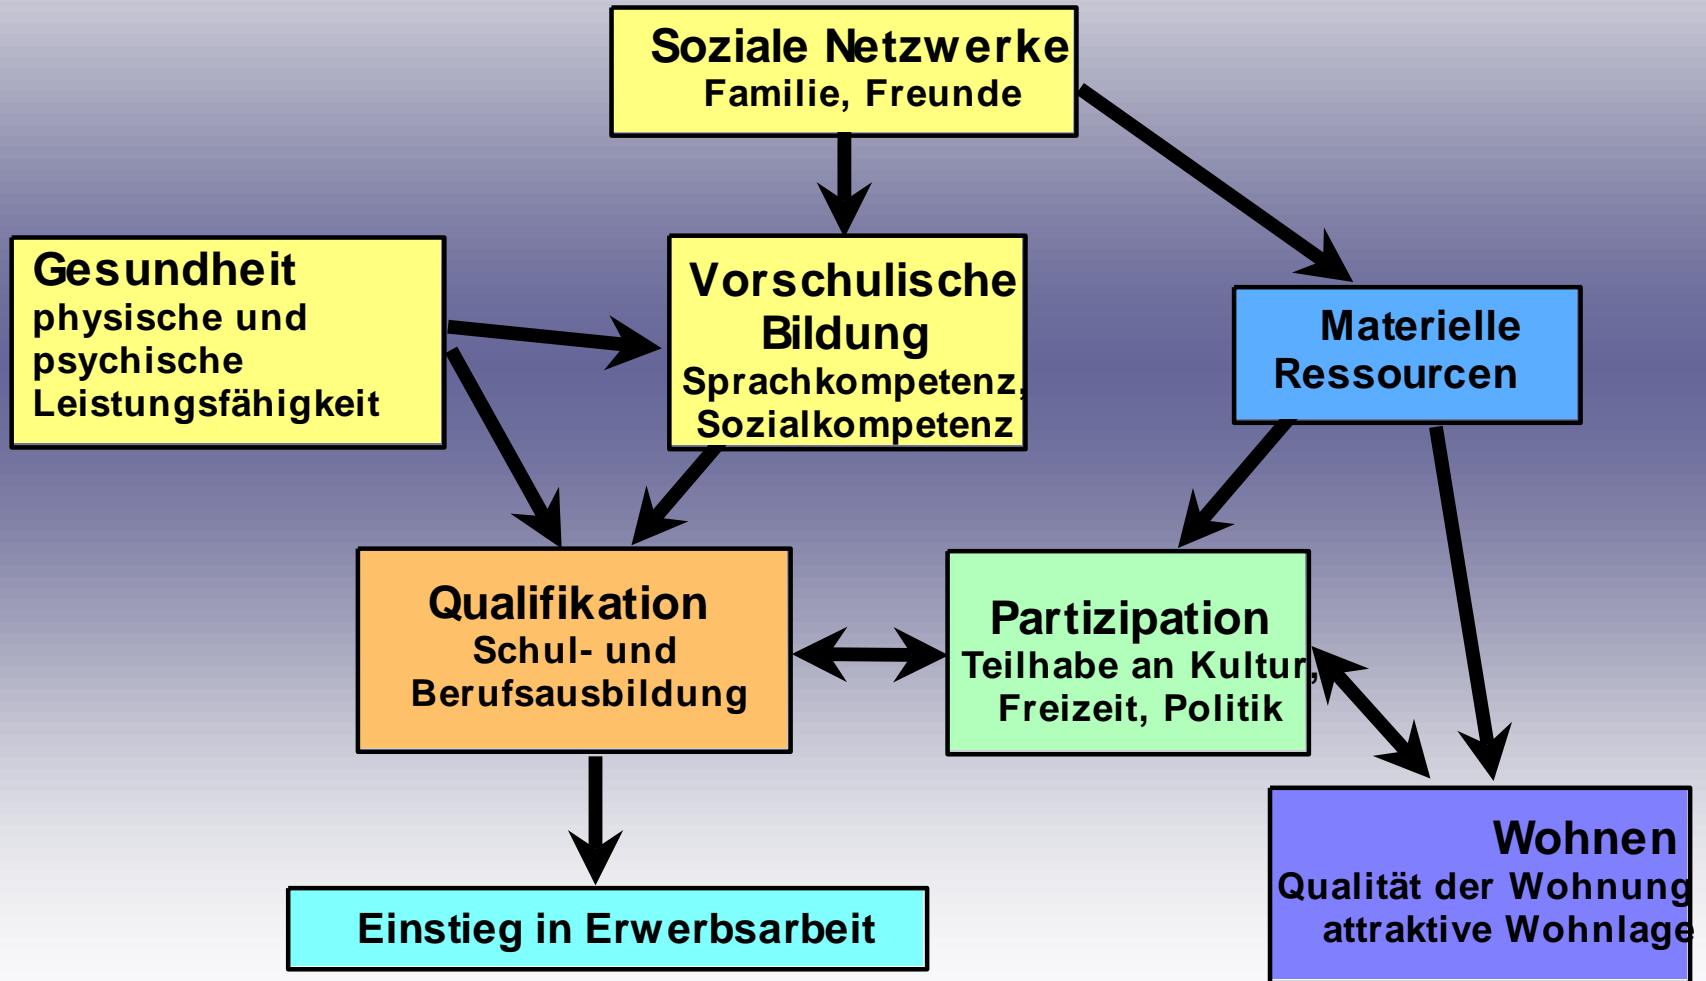 Soziale Netzwerke
Familie, Freunde
Gesundheit
physische und
psychische
Leistungsfähigkeit
Vorschulische
Bildung
Sprachkompetenz,
Sozialkompetenz
Materielle
Ressourcen
Qualifikation
Schul- und
Berufsausbildung
Partizipation
Teilhabe an Kultur,
Freizeit, Politik
Wohnen
Qualität der Wohnung
attraktive Wohnlage
Einstieg in Erwerbsarbeit